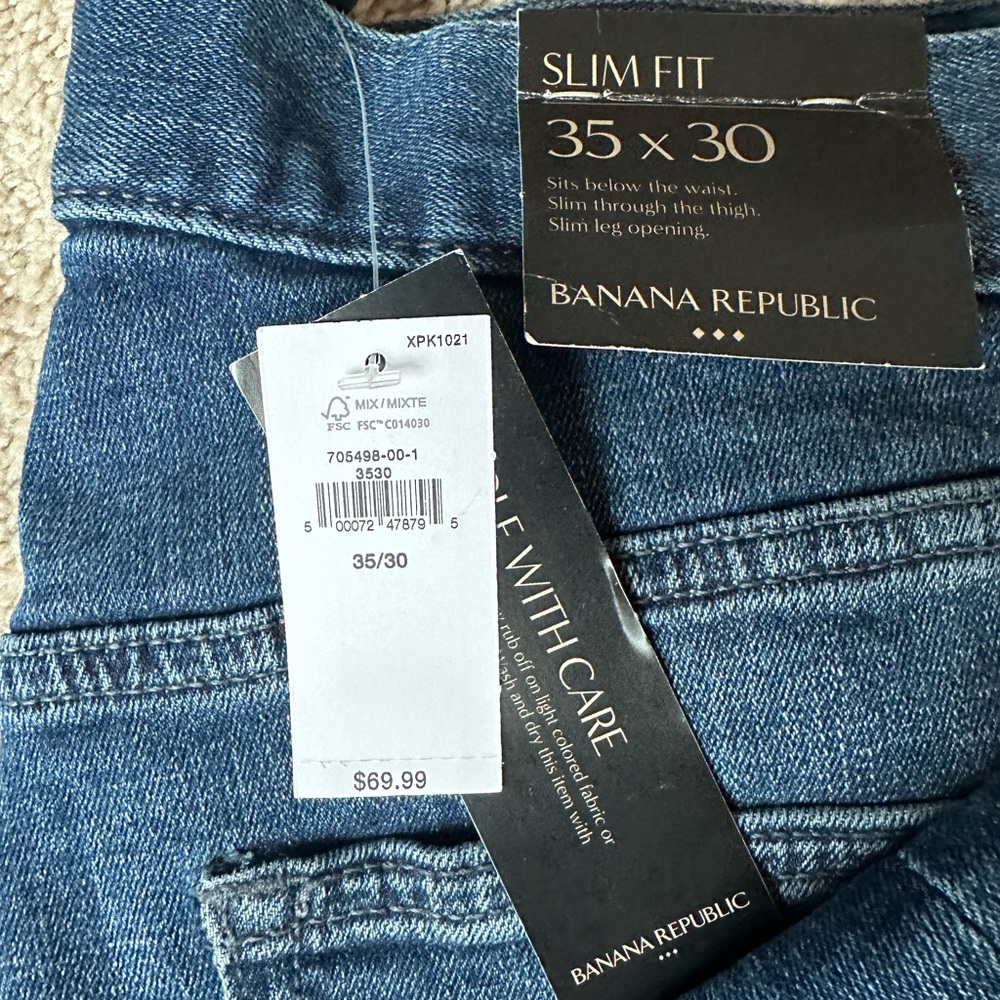 SLIM FIT
35 x 30
Sits below the waist.
Slim through the thigh.
Slim leg opening.
BANANA REPUBLIC
XPK1021
MIX / MIXTE
FSC FSC™ C014030
705498-00-1
3530
5 00072 47879 5
35/30
$69.99
WITH CARE
rub off on light colored fabric or
and dry this item with
BANANA REPUBLIC